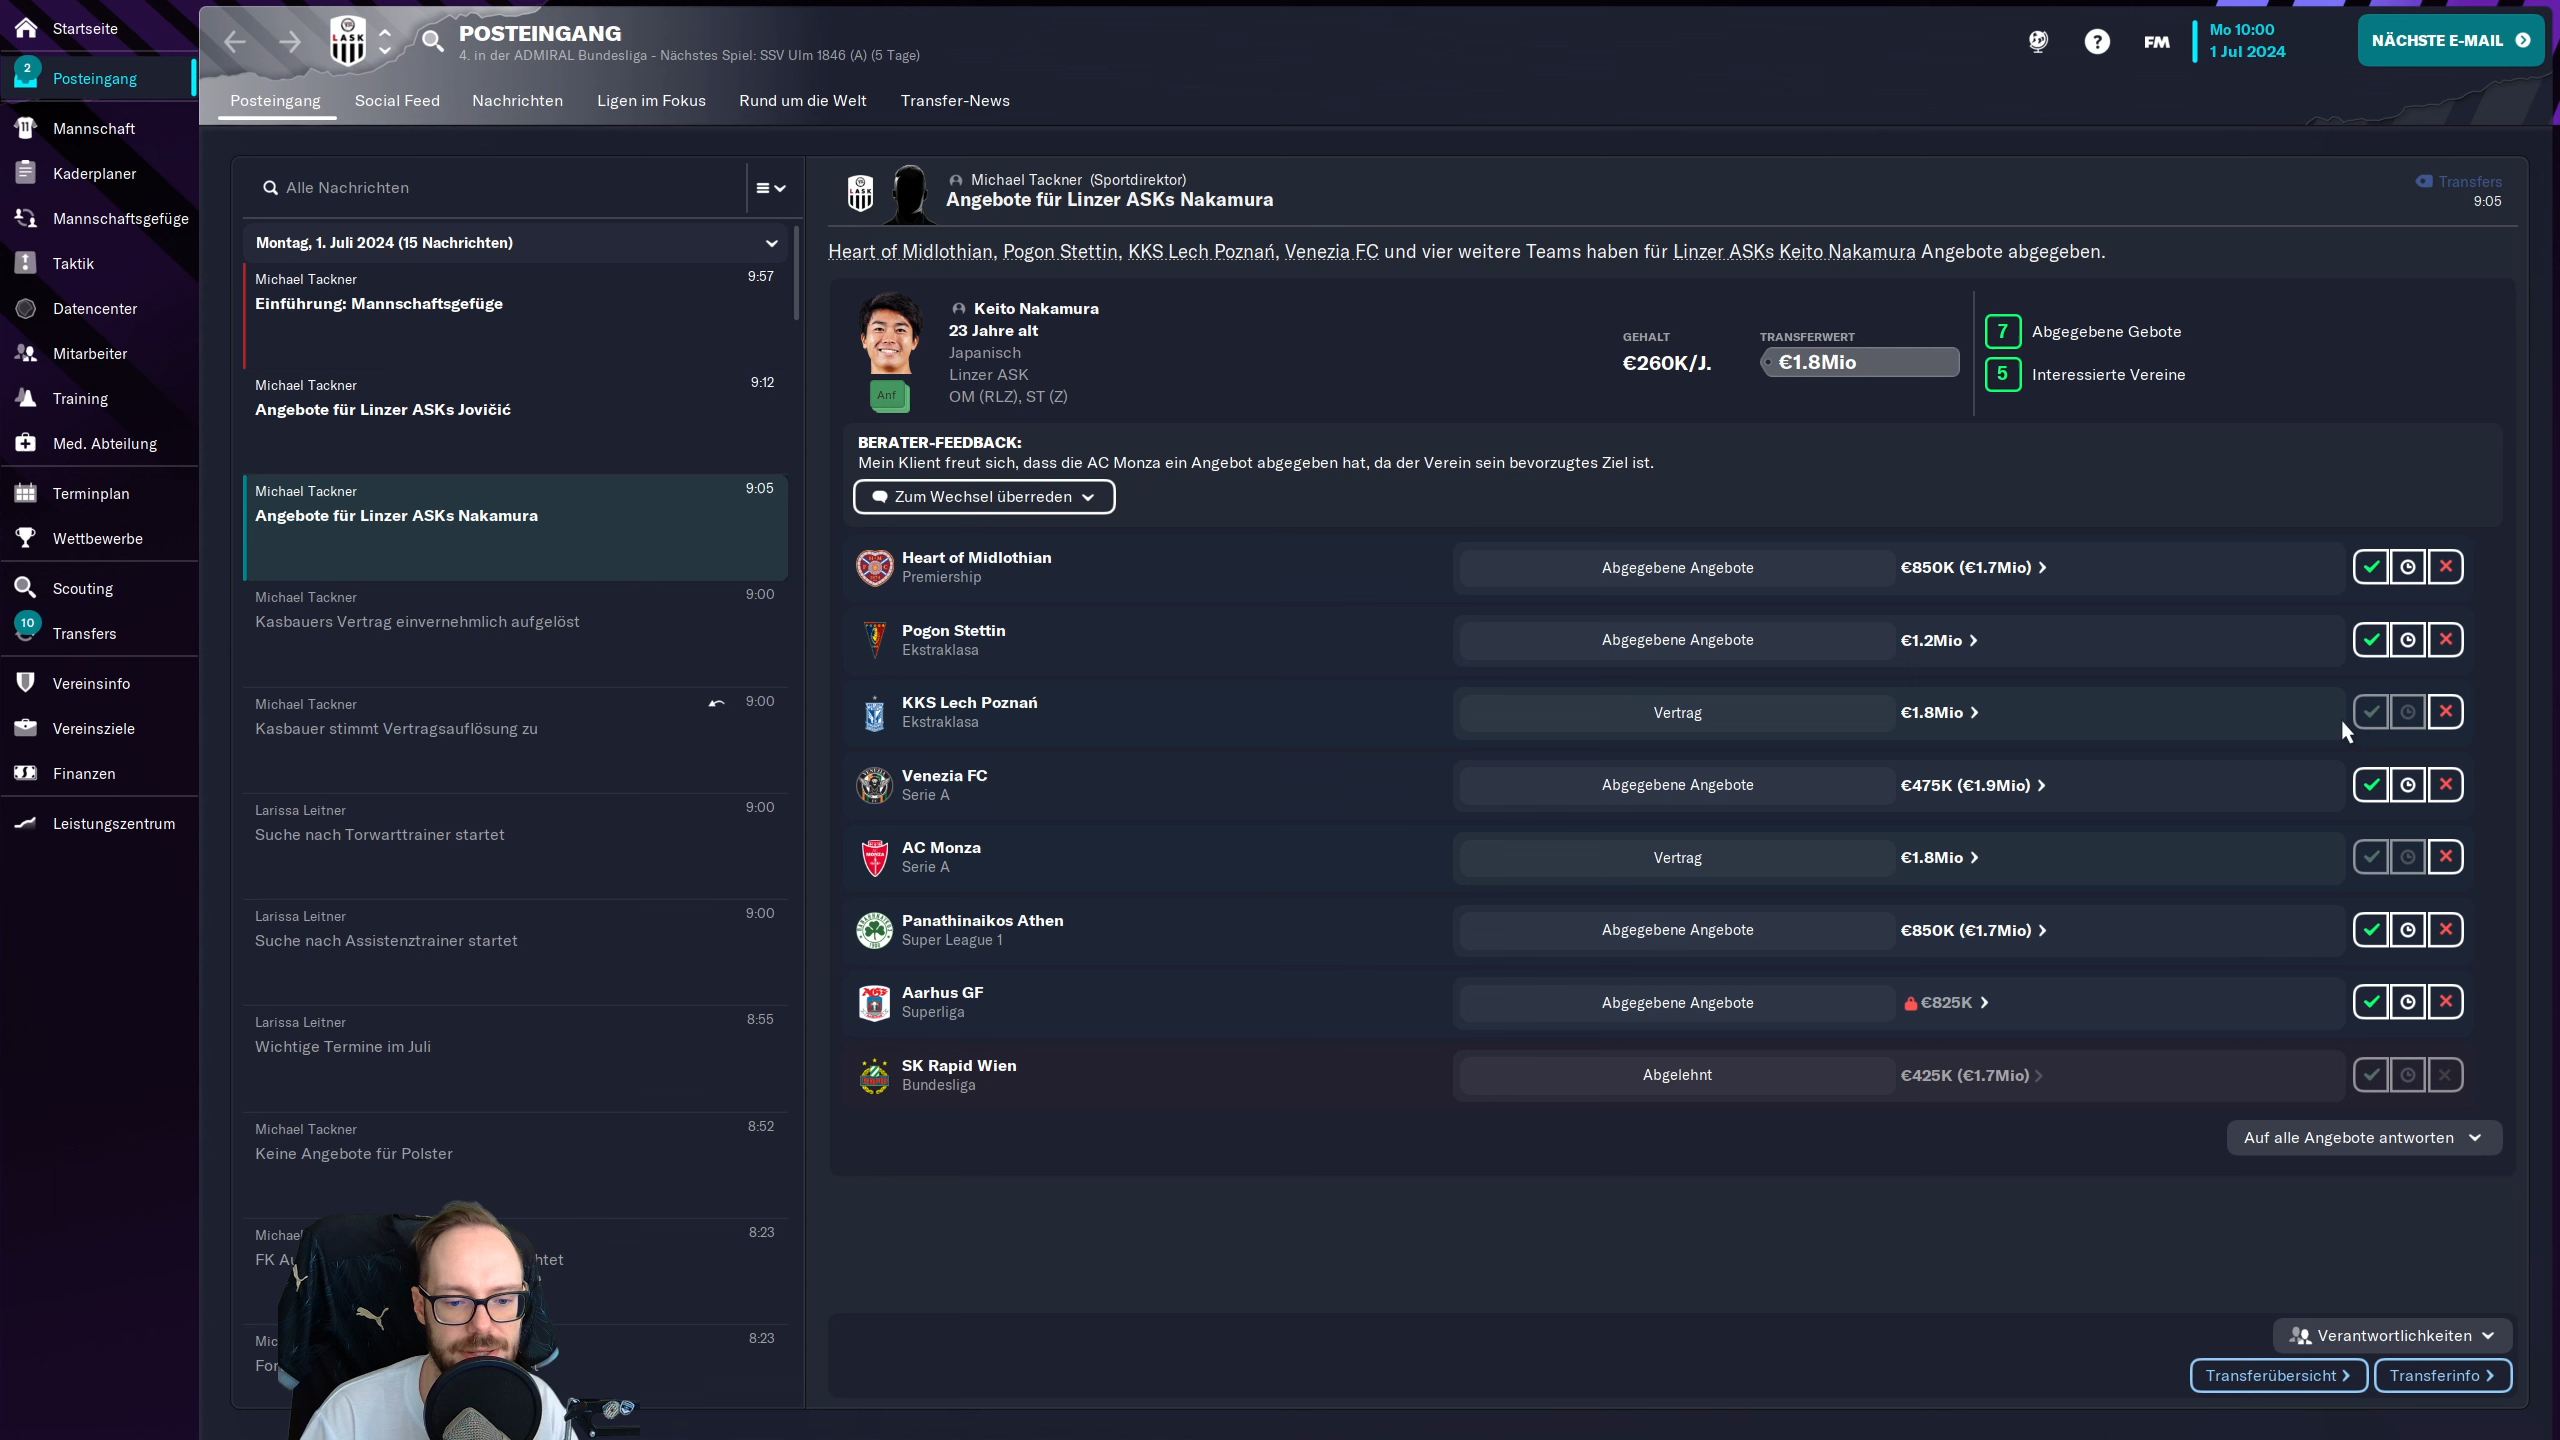 Startseite
2
Posteingang
11
Mannschaft
Kaderplaner
Mannschaftsgefüge
Taktik
Datencenter
Mitarbeiter
Training
Med. Abteilung
Terminplan
Wettbewerbe
Scouting
10
Transfers
Vereinsinfo
Vereinsziele
Finanzen
Leistungszentrum
LASK
POSTEINGANG
4. in der ADMIRAL Bundesliga - Nächstes Spiel: SSV Ulm 1846 (A) (5 Tage)
?
FM
Mo 10:00
1 Jul 2024
NÄCHSTE E-MAIL
Posteingang
Social Feed
Nachrichten
Ligen im Fokus
Rund um die Welt
Transfer-News
Alle Nachrichten
Montag, 1. Juli 2024 (15 Nachrichten)
Michael Tackner
9:57
Einführung: Mannschaftsgefüge
Michael Tackner
9:12
Angebote für Linzer ASKs Jovičić
Michael Tackner
9:05
Angebote für Linzer ASKs Nakamura
Michael Tackner
9:00
Kasbauers Vertrag einvernehmlich aufgelöst
Michael Tackner
9:00
Kasbauer stimmt Vertragsauflösung zu
Larissa Leitner
9:00
Suche nach Torwarttrainer startet
Larissa Leitner
9:00
Suche nach Assistenztrainer startet
Larissa Leitner
8:55
Wichtige Termine im Juli
Michael Tackner
8:52
Keine Angebote für Polster
8:23
8:23
LASK
Michael Tackner (Sportdirektor)
Angebote für Linzer ASKs Nakamura
Transfers
9:05
Heart of Midlothian, Pogon Stettin, KKS Lech Poznań, Venezia FC und vier weitere Teams haben für Linzer ASKs Keito Nakamura Angebote abgegeben.
Keito Nakamura
23 Jahre alt
Japanisch
Linzer ASK
OM (RLZ), ST (Z)
Anf
GEHALT
€260K/J.
TRANSFERWERT
€1.8Mio
7
Abgegebene Gebote
5
Interessierte Vereine
BERATER-FEEDBACK:
Mein Klient freut sich, dass die AC Monza ein Angebot abgegeben hat, da der Verein sein bevorzugtes Ziel ist.
Zum Wechsel überreden
Heart of Midlothian
Premiership
Abgegebene Angebote
€850K (€1.7Mio)
Pogon Stettin
Ekstraklasa
Abgegebene Angebote
€1.2Mio
KKS Lech Poznań
Ekstraklasa
Vertrag
€1.8Mio
Venezia FC
Serie A
Abgegebene Angebote
€475K (€1.9Mio)
AC Monza
Serie A
Vertrag
€1.8Mio
Panathinaikos Athen
Super League 1
Abgegebene Angebote
€850K (€1.7Mio)
Aarhus GF
Superliga
Abgegebene Angebote
€825K
SK Rapid Wien
Bundesliga
Abgelehnt
€425K (€1.7Mio)
Auf alle Angebote antworten
Verantwortlichkeiten
Transferübersicht
Transferinfo